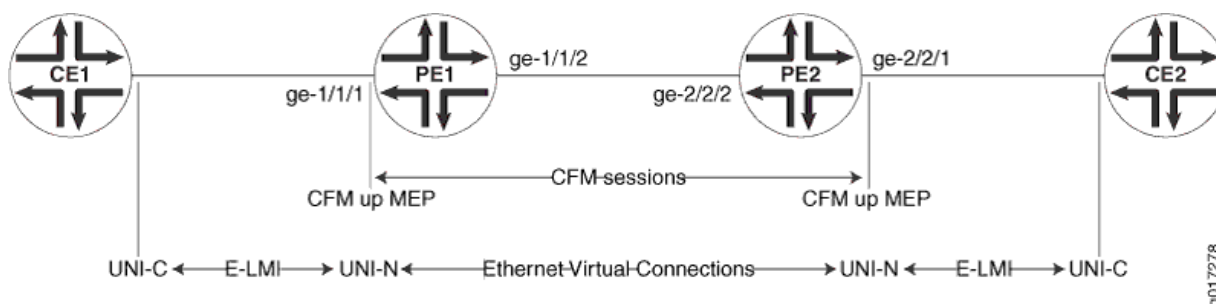 ge-1/1/2 ge-2/2/1
CE1 PE1 PE2 CE2
ge-1/1/1 ge-2/2/2
CFM sessions
CFM up MEP CFM up MEP
UNI-C E-LMI UNI-N Ethernet Virtual Connections UNI-N E-LMI UNI-C
g017278